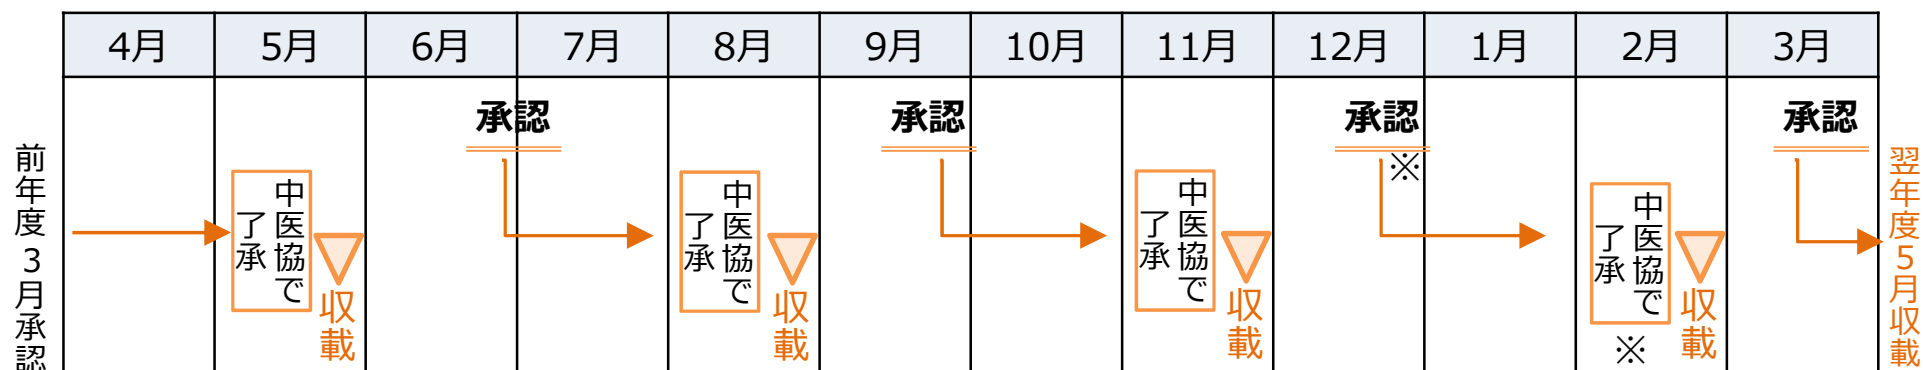 4月 5月 6月 7月 8月 9月 10月 11月 12月 1月 2月 3月
前年度3月承認
承認
承認
承認
※
承認
中医協で
了承
収載
中医協で
了承
収載
中医協で
了承
収載
中医協で
了承
※
収載
翌年度5月収載